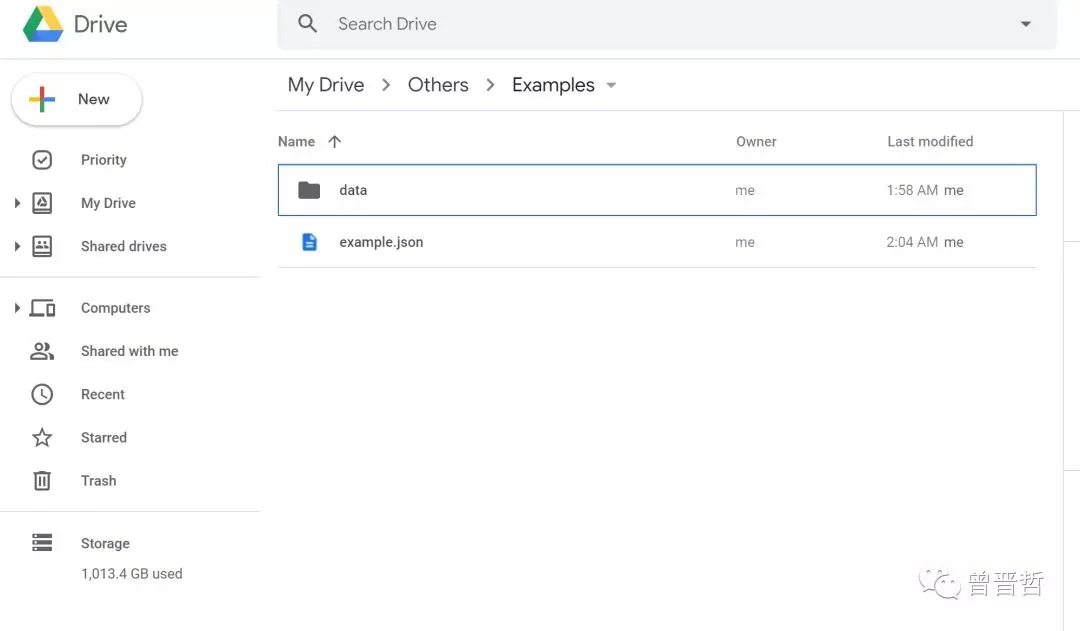 Drive
Search Drive
My Drive
Others
Examples
New
Name
Owner
Last modified
Priority
data
me
1:58 AM me
My Drive
example.json
me
2:04 AM me
Shared drives
Computers
Shared with me
Recent
Starred
Trash
Storage
1,013.4 GB used
曾晋哲